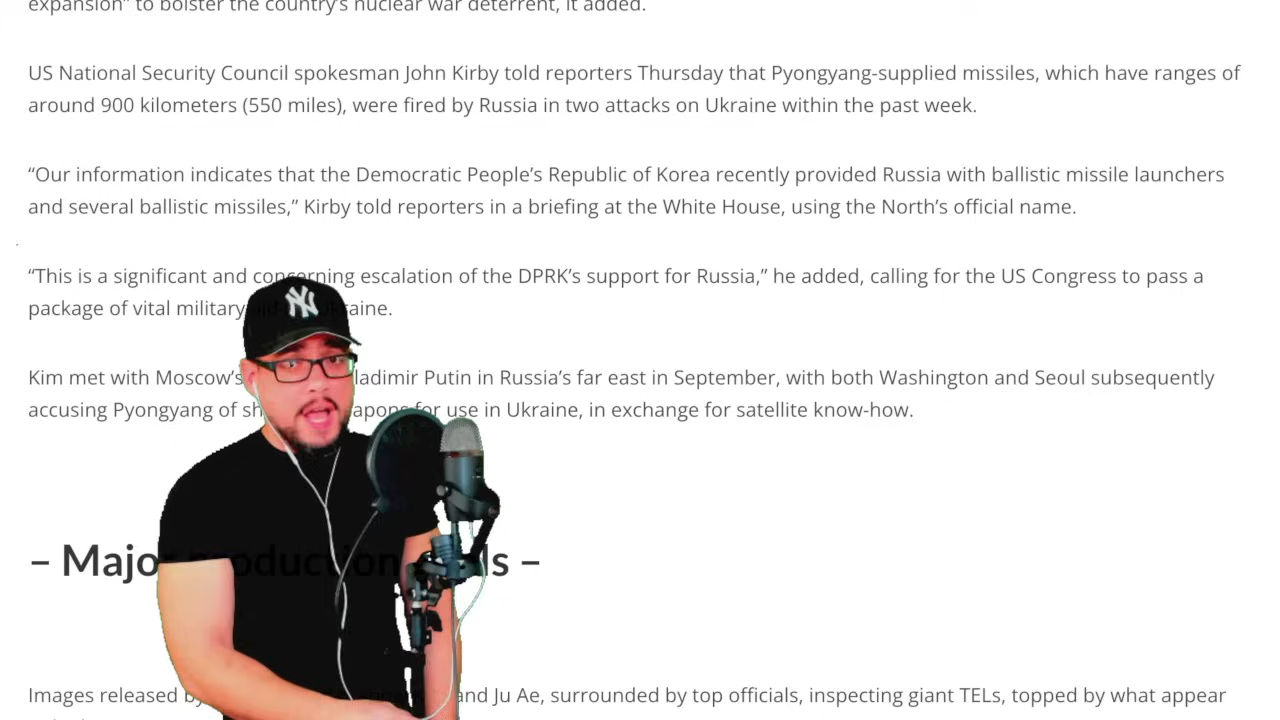 expansion” to bolster the country’s nuclear war deterrent, it added.
US National Security Council spokesman John Kirby told reporters Thursday that Pyongyang-supplied missiles, which have ranges of
around 900 kilometers (550 miles), were fired by Russia in two attacks on Ukraine within the past week.
“Our information indicates that the Democratic People’s Republic of Korea recently provided Russia with ballistic missile launchers
and several ballistic missiles,” Kirby told reporters in a briefing at the White House, using the North’s official name.
“This is a significant and concerning escalation of the DPRK’s support for Russia,” he added, calling for the US Congress to pass a
package of vital military aid to Ukraine.
NY
Kim met with Moscow’s Vladimir Putin in Russia’s far east in September, with both Washington and Seoul subsequently
accusing Pyongyang of weapons for use in Ukraine, in exchange for satellite know-how.
– Major production –
Images released and Ju Ae, surrounded by top officials, inspecting giant TELs, topped by what appear